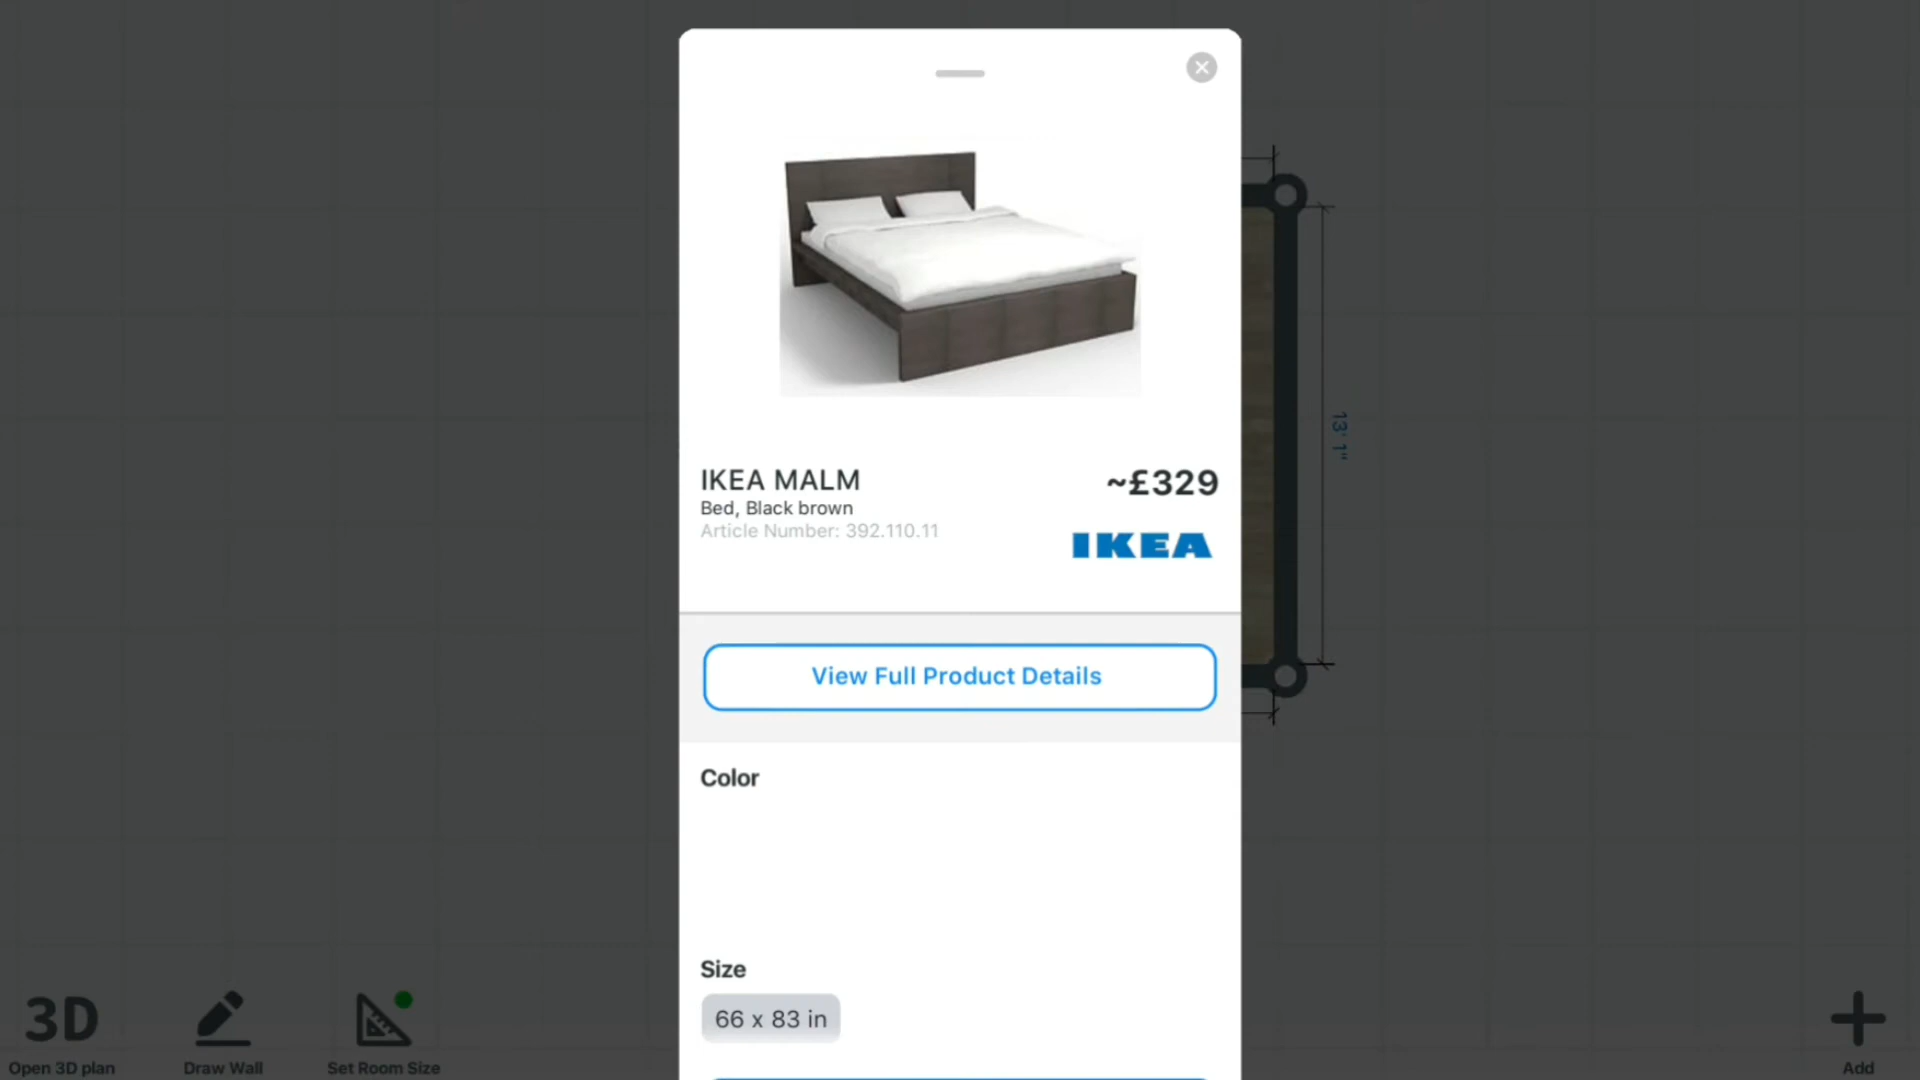 IKEA MALM
~£329
Bed, Black brown
Article Number: 392.110.11
IKEA
View Full Product Details
Color
Size
66 x 83 in
13' 1"
3D
Open 3D plan
Draw Wall
Set Room Size
Add